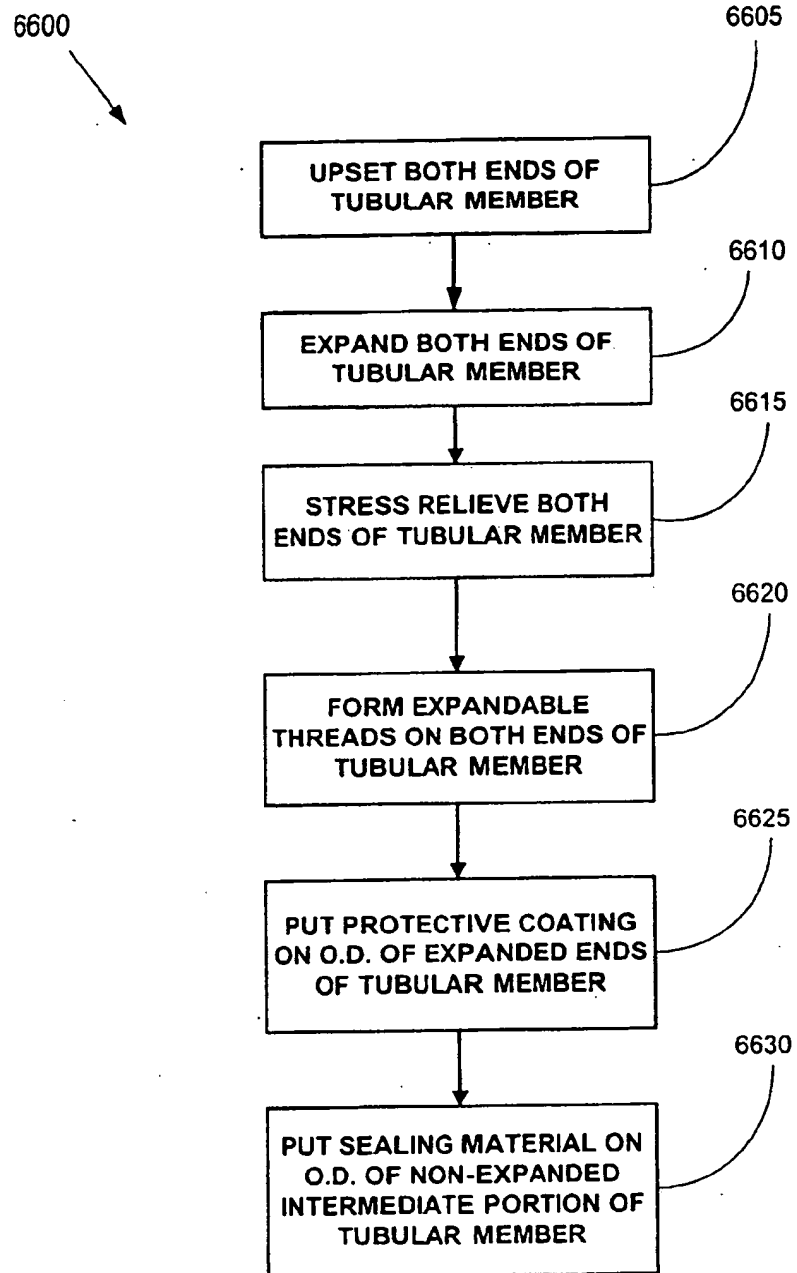 6600
6605
UPSET BOTH ENDS OF
TUBULAR MEMBER
6610
EXPAND BOTH ENDS OF
TUBULAR MEMBER
6615
STRESS RELIEVE BOTH
ENDS OF TUBULAR MEMBER
6620
FORM EXPANDABLE
THREADS ON BOTH ENDS OF
TUBULAR MEMBER
6625
PUT PROTECTIVE COATING
ON O.D. OF EXPANDED ENDS
OF TUBULAR MEMBER
6630
PUT SEALING MATERIAL ON
O.D. OF NON-EXPANDED
INTERMEDIATE PORTION OF
TUBULAR MEMBER